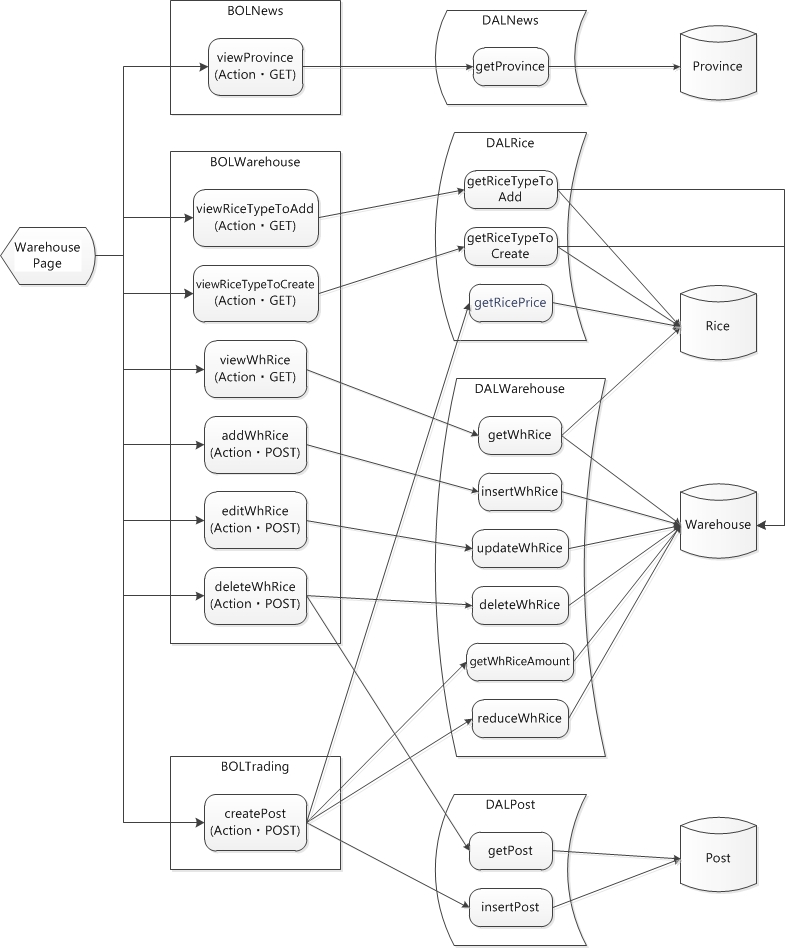 BOLNews
viewProvince
(Action・GET)
DALNews
getProvince
Province
BOLWarehouse
viewRiceTypeToAdd
(Action・GET)
viewRiceTypeToCreate
(Action・GET)
viewWhRice
(Action・GET)
addWhRice
(Action・POST)
editWhRice
(Action・POST)
deleteWhRice
(Action・POST)
Warehouse
Page
DALRice
getRiceTypeTo
Add
getRiceTypeTo
Create
getRicePrice
Rice
DALWarehouse
getWhRice
insertWhRice
updateWhRice
deleteWhRice
getWhRiceAmount
reduceWhRice
Warehouse
BOLTrading
createPost
(Action・POST)
DALPost
getPost
insertPost
Post